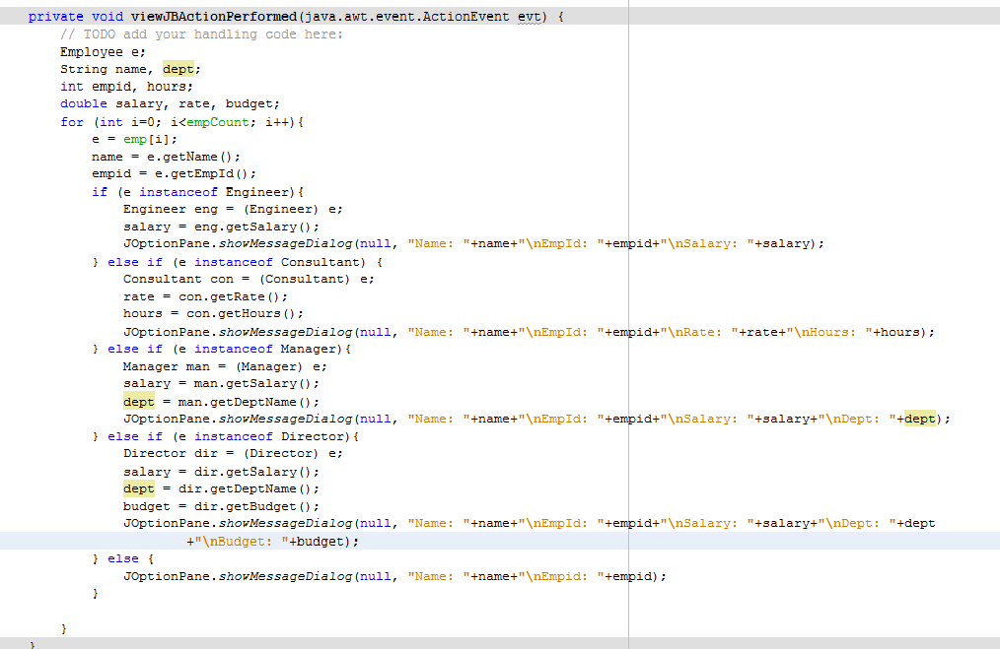 private void viewJBActionPerformed(java.awt.event.ActionEvent evt) {
// TODO add your handling code here:
Employee e;
String name, dept;
int empid, hours;
double salary, rate, budget;
for (int i=0; i<empCount; i++){
e = emp[i];
name = e.getName();
empid = e.getEmpId();
if (e instanceof Engineer){
Engineer eng = (Engineer) e;
salary = eng.getSalary();
JOptionPane.showMessageDialog(null, "Name: "+name+"\nEmpId: "+empid+"\nSalary: "+salary);
} else if (e instanceof Consultant) {
Consultant con = (Consultant) e;
rate = con.getRate();
hours = con.getHours();
JOptionPane.showMessageDialog(null, "Name: "+name+"\nEmpId: "+empid+"\nRate: "+rate+"\nHours: "+hours);
} else if (e instanceof Manager){
Manager man = (Manager) e;
salary = man.getSalary();
dept = man.getDeptName();
JOptionPane.showMessageDialog(null, "Name: "+name+"\nEmpId: "+empid+"\nSalary: "+salary+"\nDept: "+dept);
} else if (e instanceof Director){
Director dir = (Director) e;
salary = dir.getSalary();
dept = dir.getDeptName();
budget = dir.getBudget();
JOptionPane.showMessageDialog(null, "Name: "+name+"\nEmpId: "+empid+"\nSalary: "+salary+"\nDept: "+dept
+"\nBudget: "+budget);
} else {
JOptionPane.showMessageDialog(null, "Name: "+name+"\nEmpid: "+empid);
}
}
}